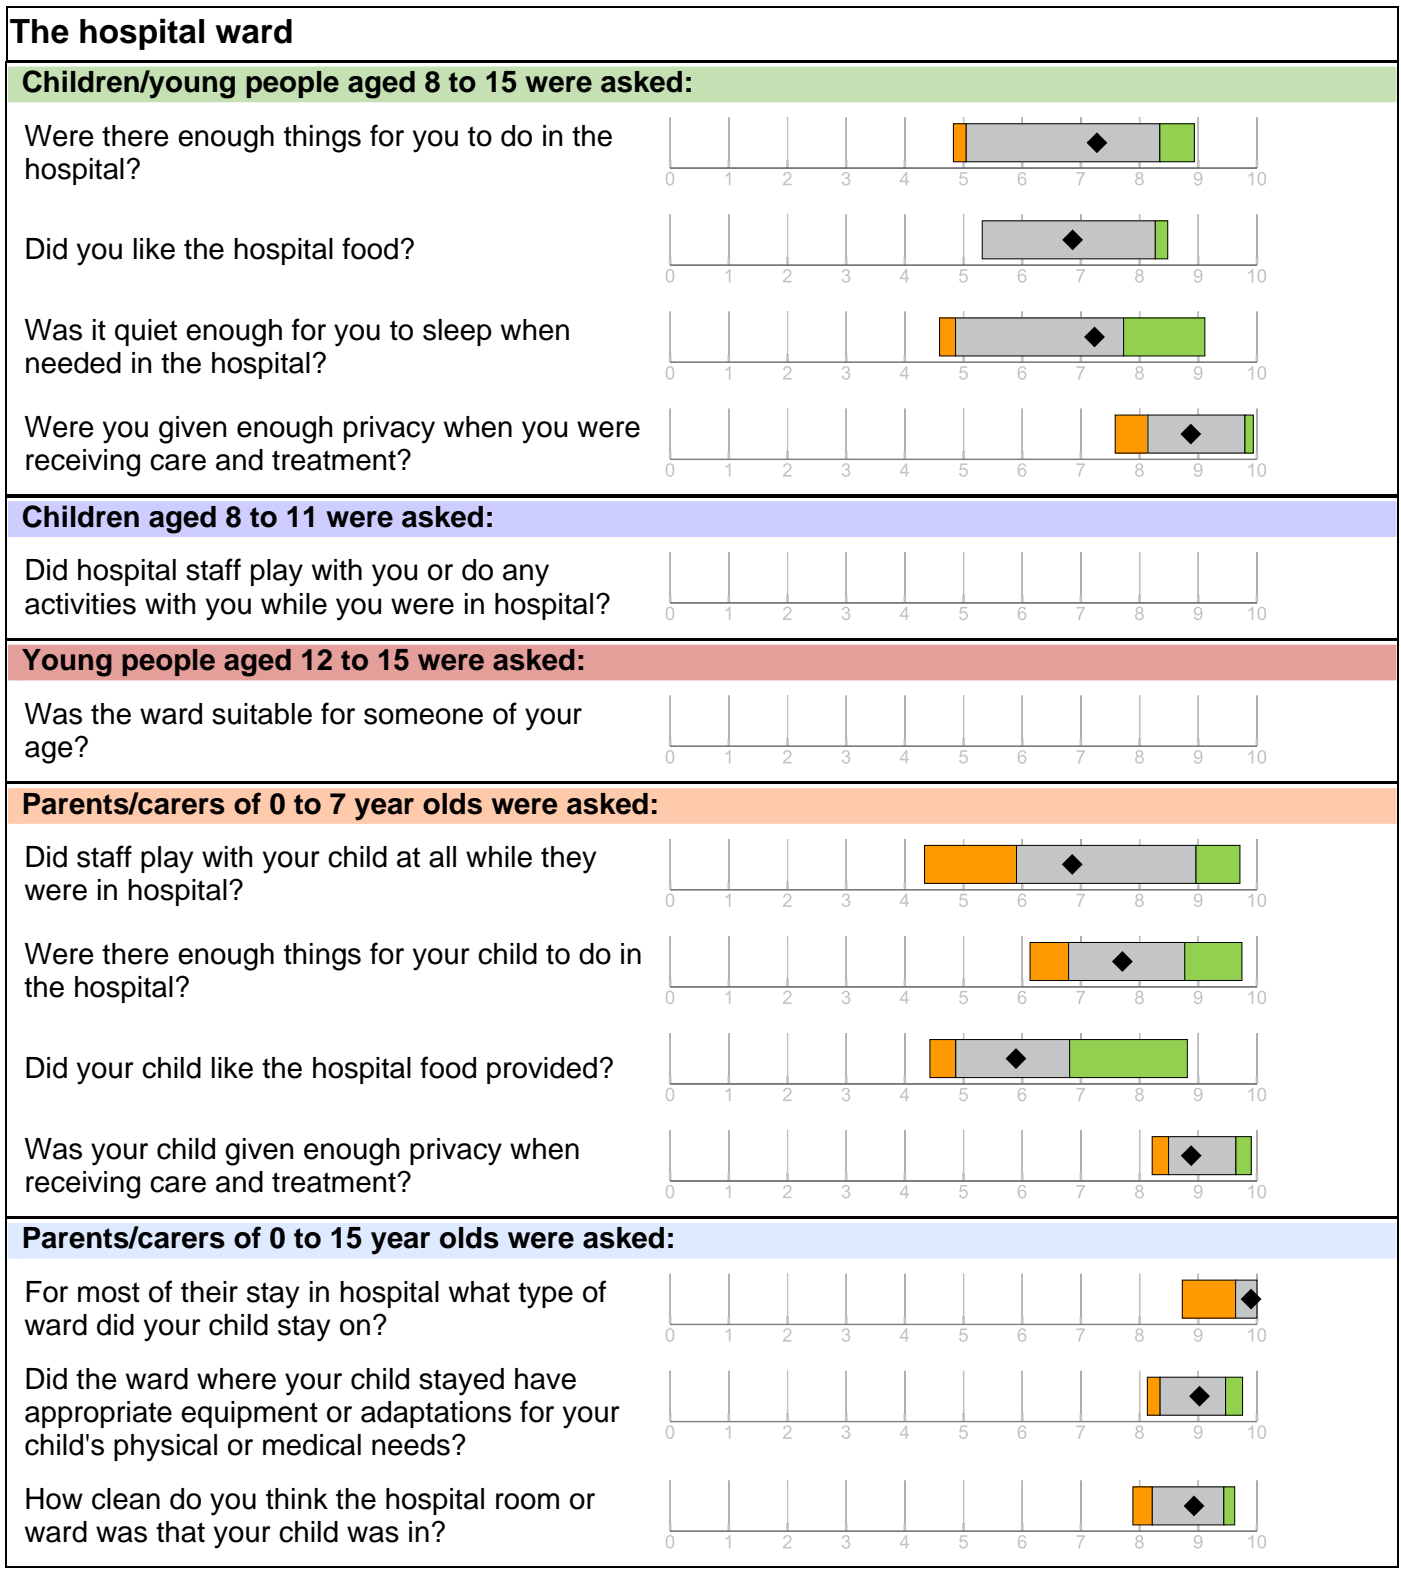 The hospital ward
Children/young people aged 8 to 15 were asked:
Were there enough things for you to do in the
hospital?
0 1 2 3 4 5 6 7 8 9 10
Did you like the hospital food?
0 1 2 3 4 5 6 7 8 9 10
Was it quiet enough for you to sleep when
needed in the hospital?
0 1 2 3 4 5 6 7 8 9 10
Were you given enough privacy when you were
receiving care and treatment?
0 1 2 3 4 5 6 7 8 9 10
Children aged 8 to 11 were asked:
Did hospital staff play with you or do any
activities with you while you were in hospital?
0 1 2 3 4 5 6 7 8 9 10
Young people aged 12 to 15 were asked:
Was the ward suitable for someone of your
age?
0 1 2 3 4 5 6 7 8 9 10
Parents/carers of 0 to 7 year olds were asked:
Did staff play with your child at all while they
were in hospital?
0 1 2 3 4 5 6 7 8 9 10
Were there enough things for your child to do in
the hospital?
0 1 2 3 4 5 6 7 8 9 10
Did your child like the hospital food provided?
0 1 2 3 4 5 6 7 8 9 10
Was your child given enough privacy when
receiving care and treatment?
0 1 2 3 4 5 6 7 8 9 10
Parents/carers of 0 to 15 year olds were asked:
For most of their stay in hospital what type of
ward did your child stay on?
0 1 2 3 4 5 6 7 8 9 10
Did the ward where your child stayed have
appropriate equipment or adaptations for your
child's physical or medical needs?
0 1 2 3 4 5 6 7 8 9 10
How clean do you think the hospital room or
ward was that your child was in?
0 1 2 3 4 5 6 7 8 9 10